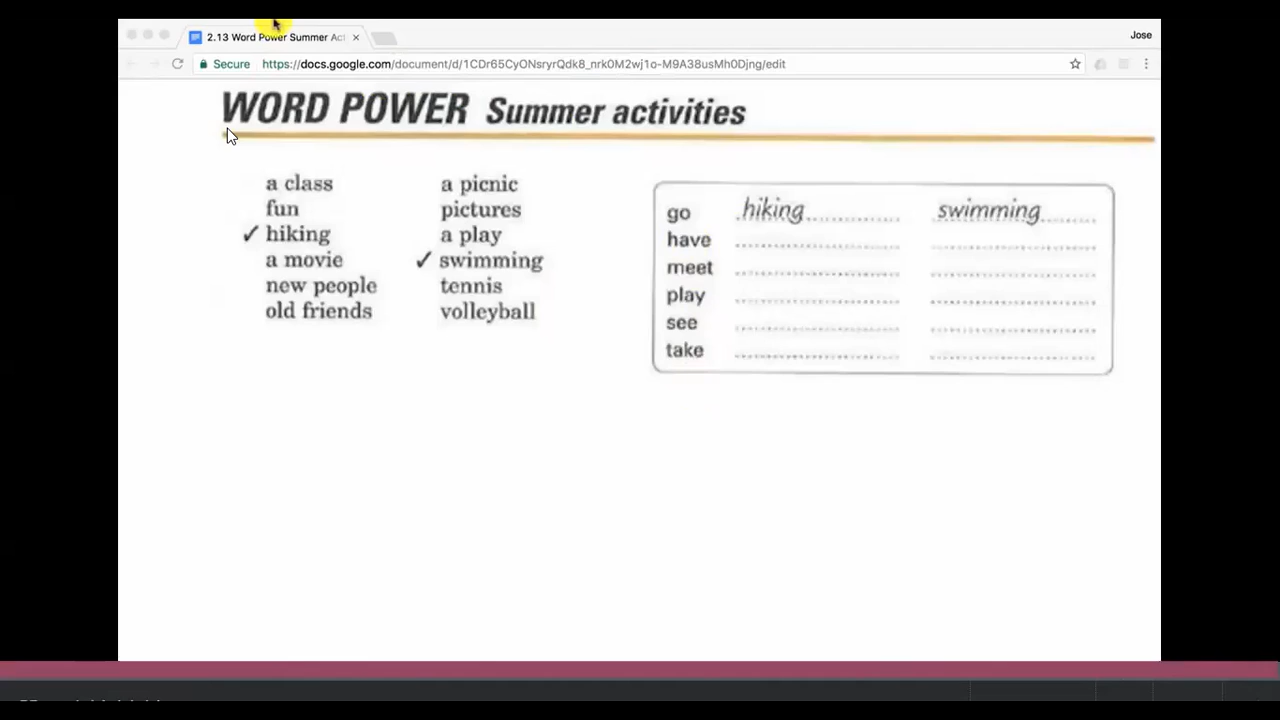 2.13 Word Power Summer Act
Jose
Secure https://docs.google.com/document/d/1CDr65CyONsryrQdk8_nrk0M2wj1o-M9A38usMh0Djng/edit
WORD POWER Summer activities
a class
fun
✓ hiking
a movie
new people
old friends
a picnic
pictures
a play
✓ swimming
tennis
volleyball
go hiking swimming
have
meet
play
see
take